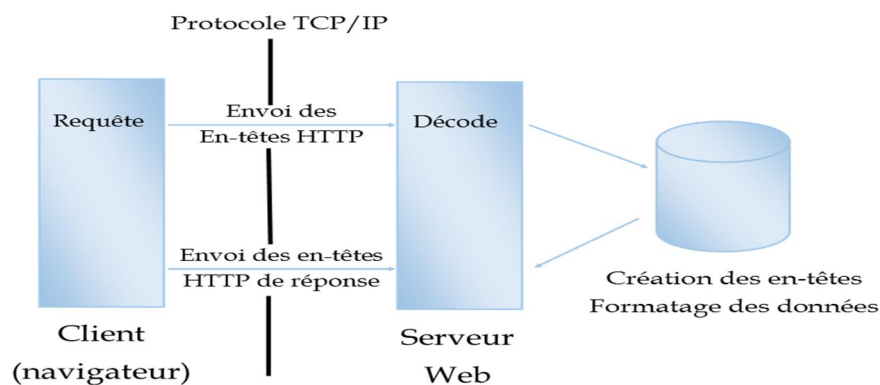 Protocole TCP/IP
Requête
Envoi des
En-têtes HTTP
Décode
Envoi des en-têtes
HTTP de réponse
Création des en-têtes
Formatage des données
Client
(navigateur)
Serveur
Web